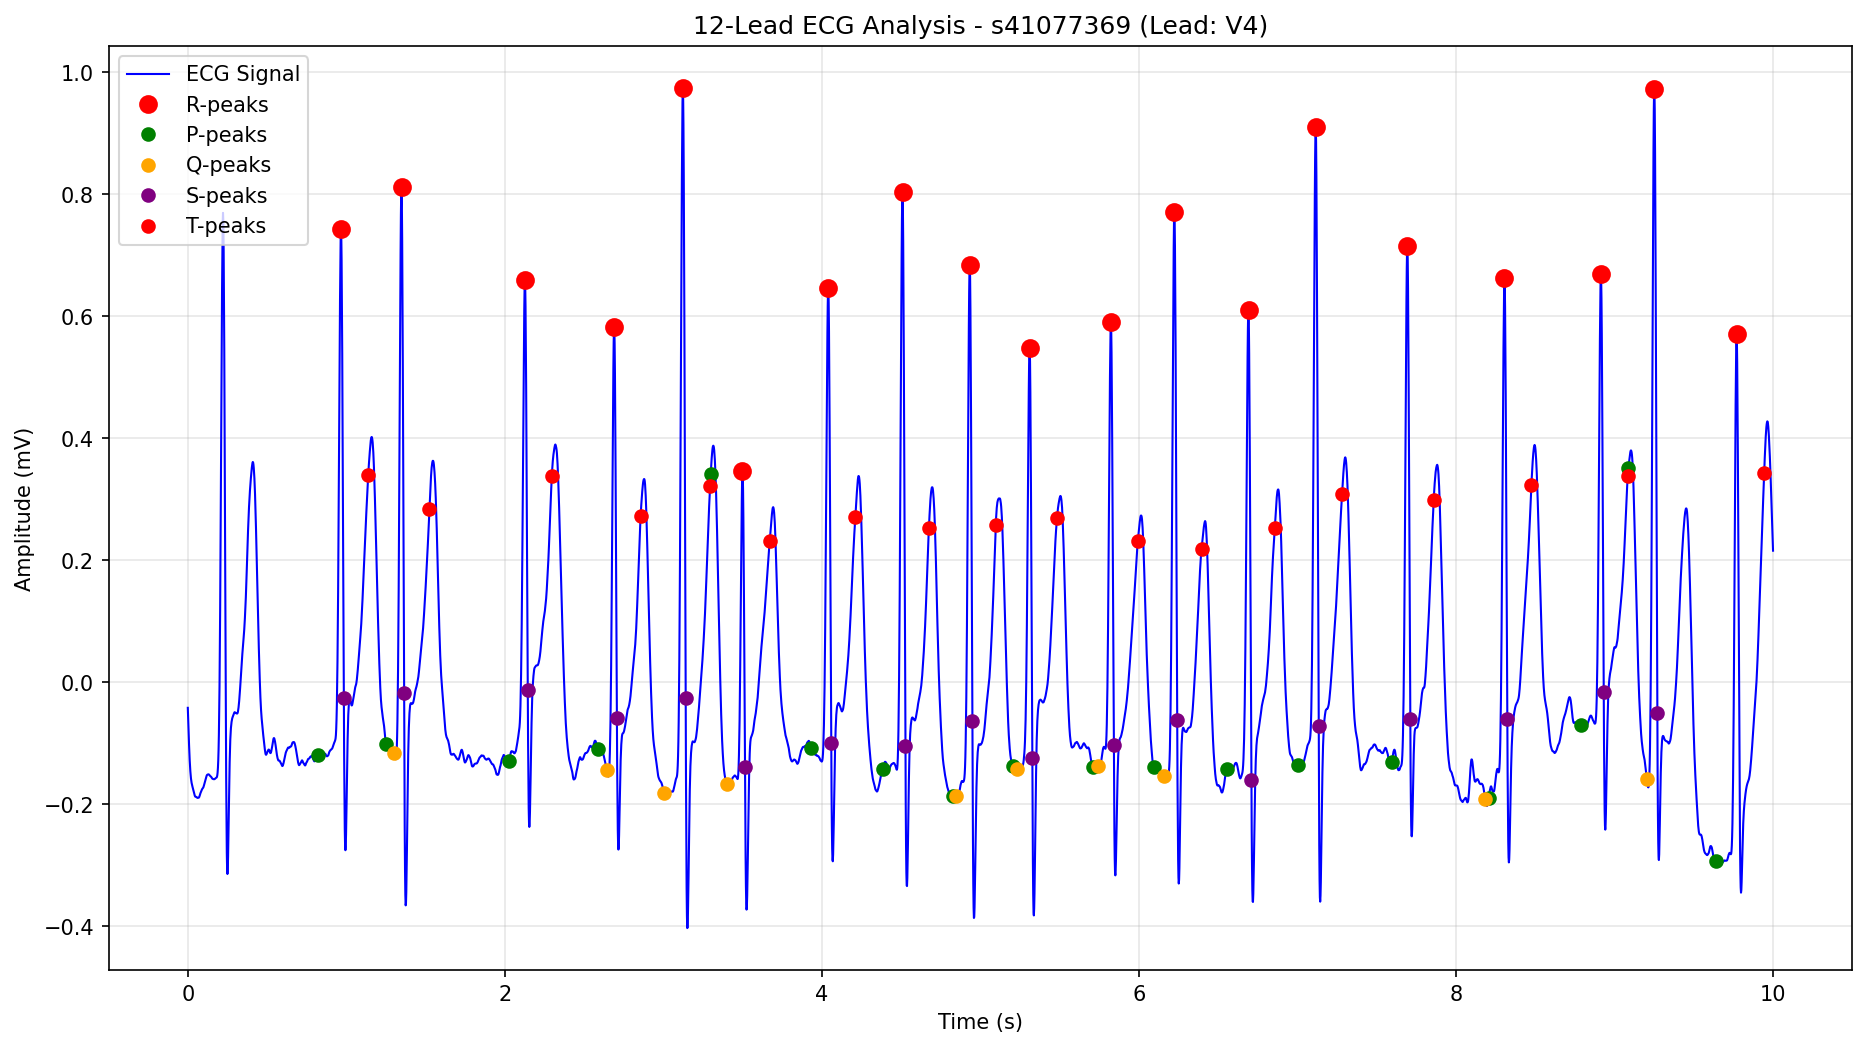 12-Lead ECG Analysis - s41077369 (Lead: V4)
ECG Signal
R-peaks
P-peaks
Q-peaks
S-peaks
T-peaks
Amplitude (mV)
1.0
0.8
0.6
0.4
0.2
0.0
−0.2
−0.4
0 2 4 6 8 10
Time (s)